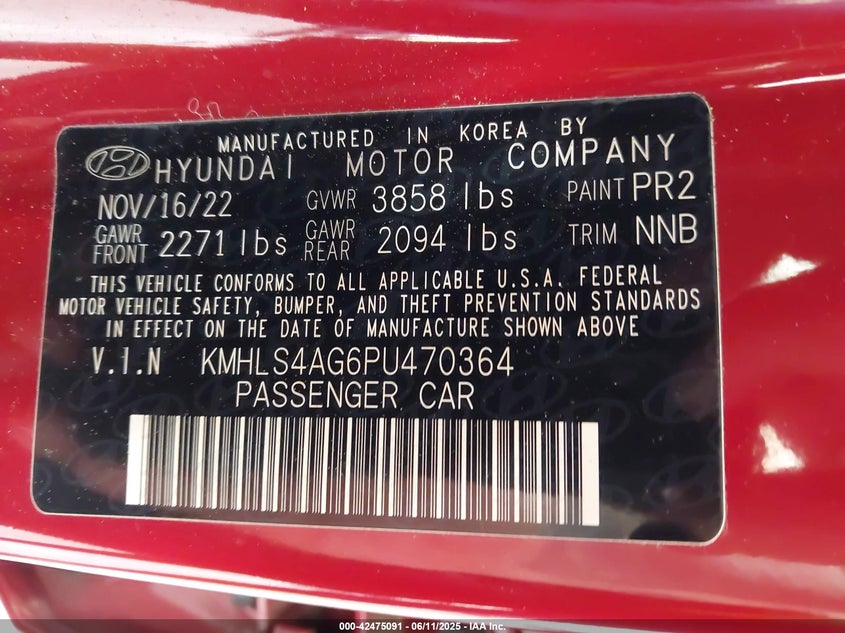 MANUFACTURED IN KOREA BY
HYUNDAI MOTOR COMPANY
NOV/16/22 GVWR 3858 lbs PAINT PR2
GAWR FRONT 2271 lbs GAWR REAR 2094 lbs TRIM NNB
THIS VEHICLE CONFORMS TO ALL APPLICABLE U.S.A. FEDERAL
MOTOR VEHICLE SAFETY, BUMPER, AND THEFT PREVENTION STANDARDS
IN EFFECT ON THE DATE OF MANUFACTURE SHOWN ABOVE
V.I.N KMHLS4AG6PU470364
PASSENGER CAR
000-42475091 - 06/11/2025 - IAA Inc.